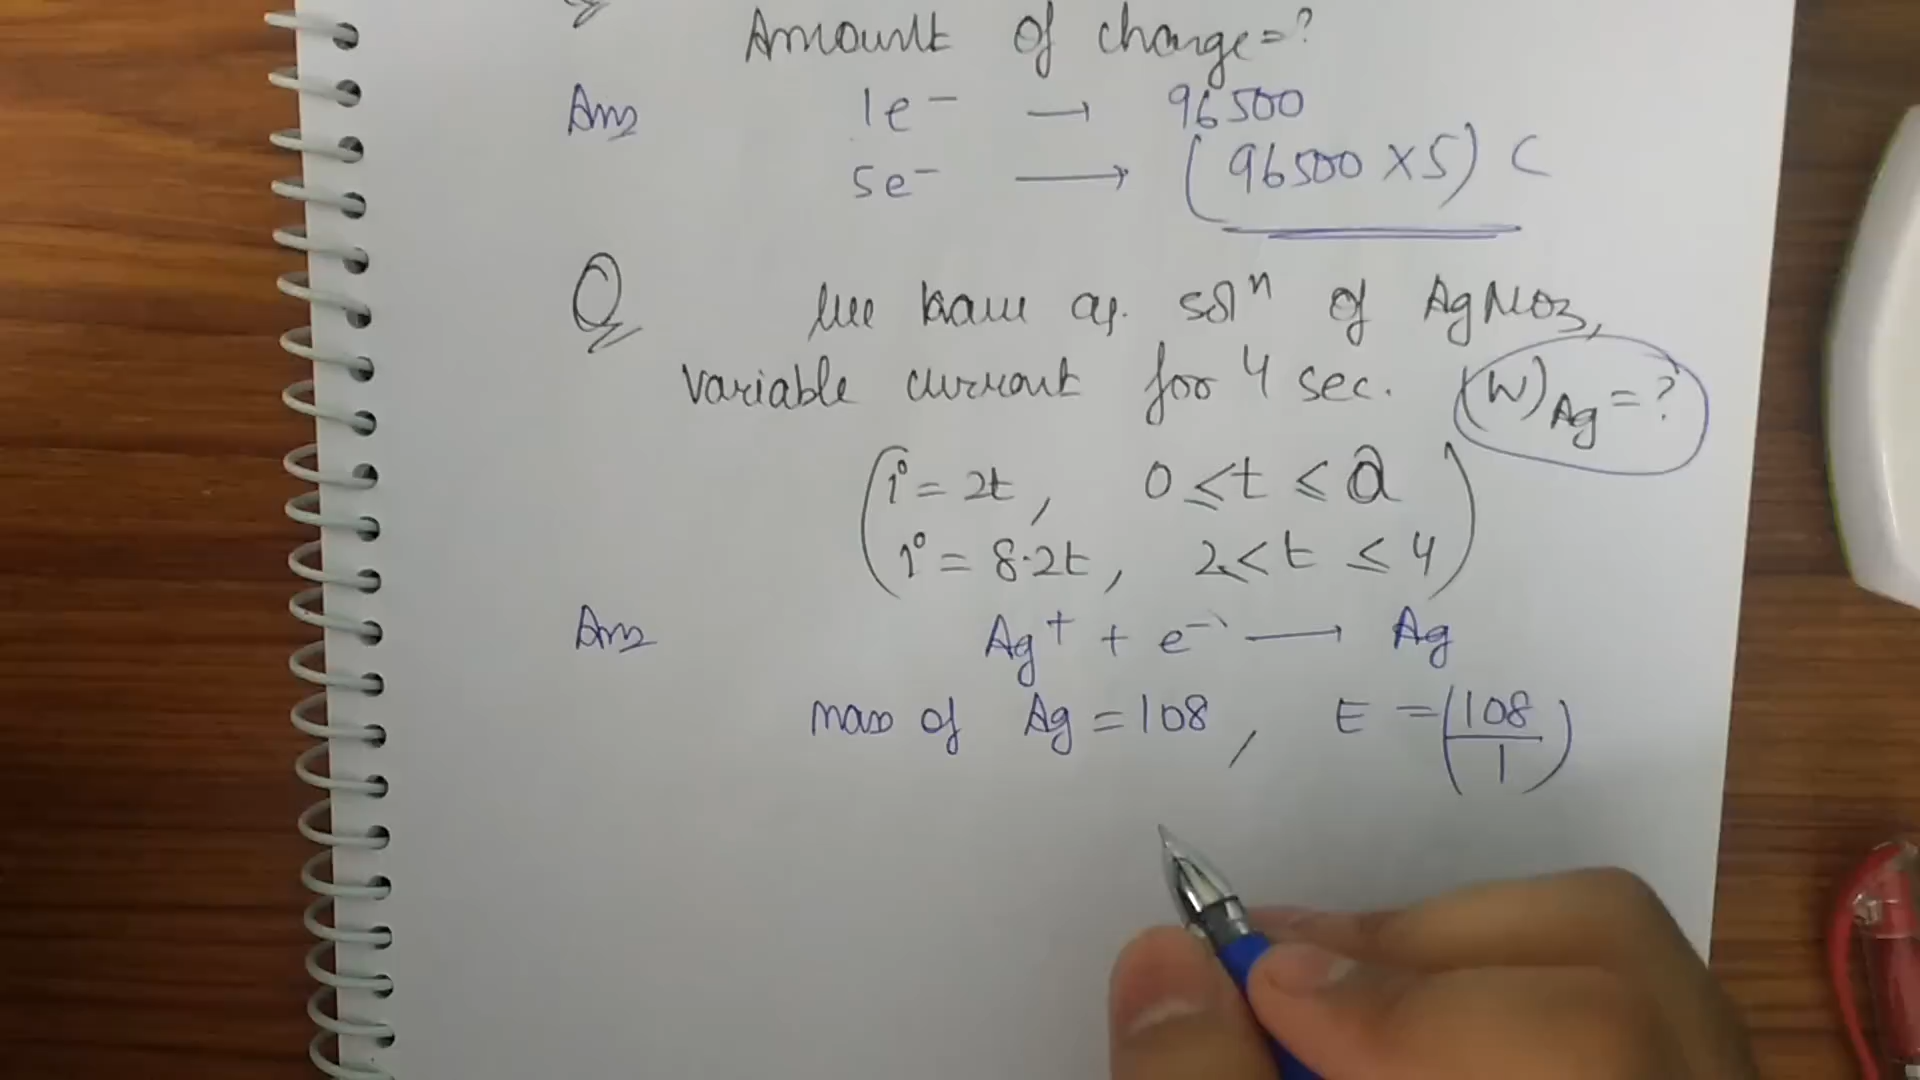 Amount of charge=?
Ans 1e⁻ → 96500
5e⁻ → (96500 × 5) C
Q We have aq. solⁿ of AgNO3,
variable current for 4 sec. (W)Ag = ?
i = 2t, 0 ≤ t ≤ 2
i = 8·2t, 2 < t ≤ 4
Ans Ag⁺ + e⁻ → Ag
mass of Ag = 108, E = (108/1)